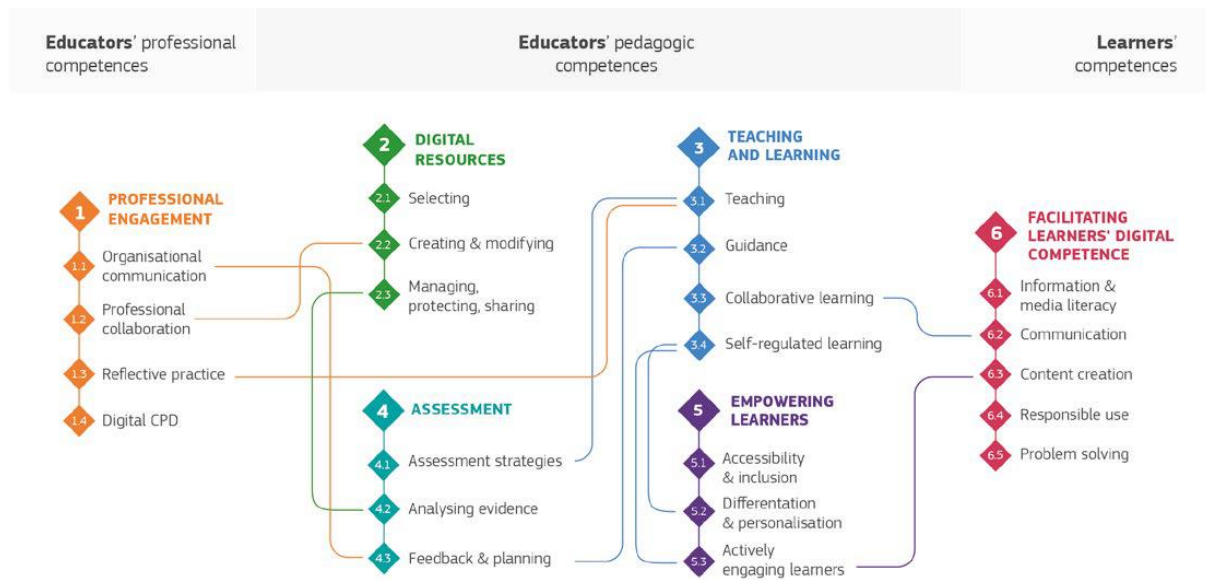 Educators' professional
competences
Educators' pedagogic
competences
Learners'
competences
1
PROFESSIONAL
ENGAGEMENT
1.1
Organisational
communication
1.2
Professional
collaboration
1.3
Reflective practice
1.4
Digital CPD
2
DIGITAL
RESOURCES
2.1
Selecting
2.2
Creating & modifying
2.3
Managing,
protecting, sharing
3
TEACHING
AND LEARNING
3.1
Teaching
3.2
Guidance
3.3
Collaborative learning
3.4
Self-regulated learning
4
ASSESSMENT
4.1
Assessment strategies
4.2
Analysing evidence
4.3
Feedback & planning
5
EMPOWERING
LEARNERS
5.1
Accessibility
& inclusion
5.2
Differentation
& personalisation
5.3
Actively
engaging learners
6
FACILITATING
LEARNERS' DIGITAL
COMPETENCE
6.1
Information &
media literacy
6.2
Communication
6.3
Content creation
6.4
Responsible use
6.5
Problem solving